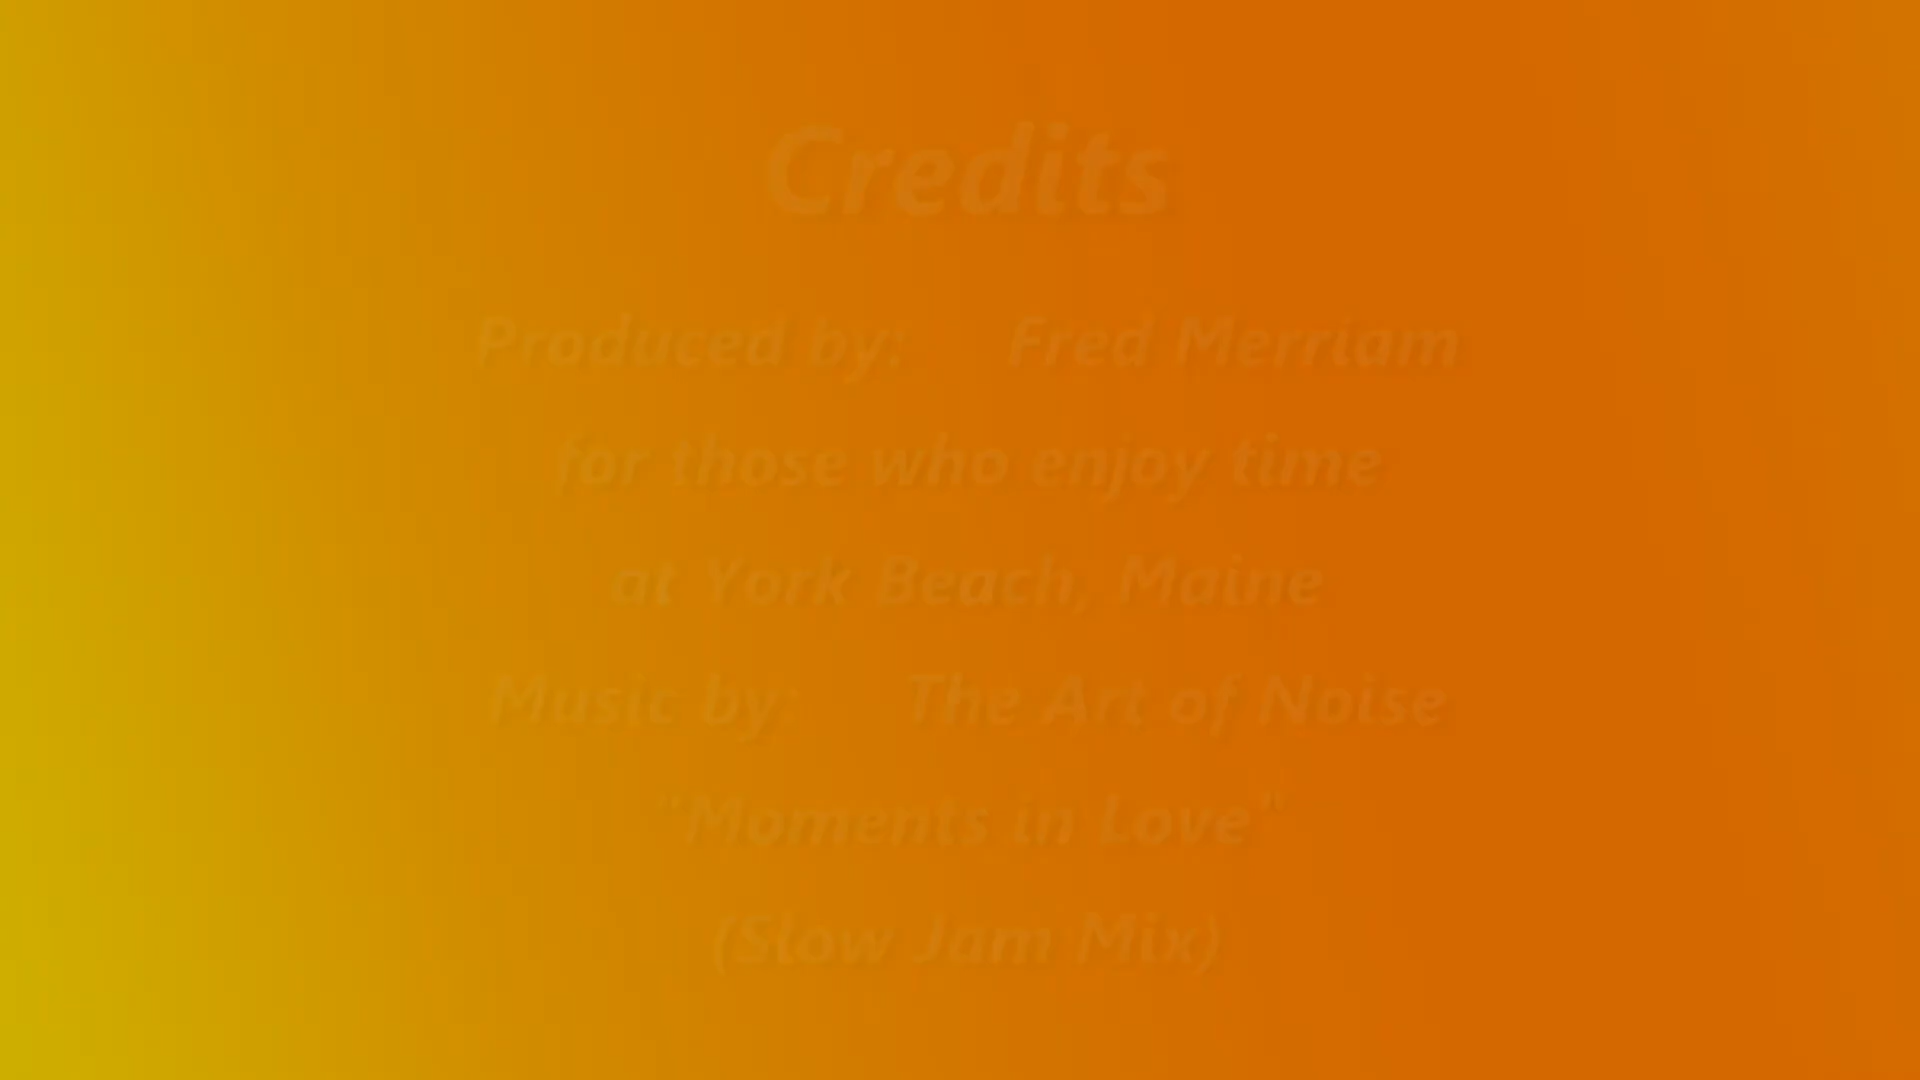 Credits
Produced by: Fred Merriam
for those who enjoy time
at York Beach, Maine
Music by: The Art of Noise
"Moments in Love"
(Slow Jam Mix)